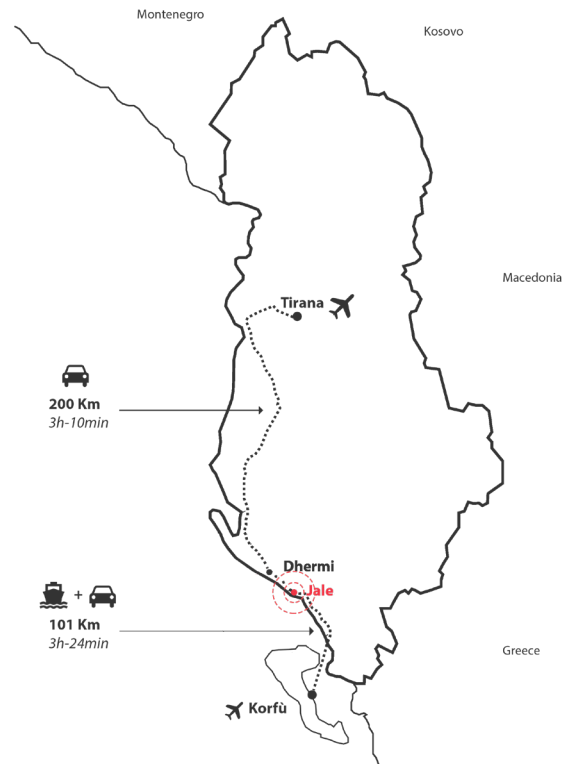 Montenegro
Kosovo
Macedonia
Tirana
200 Km
3h-10min
Dhermi
Jale
+
101 Km
3h-24min
Greece
Korfù